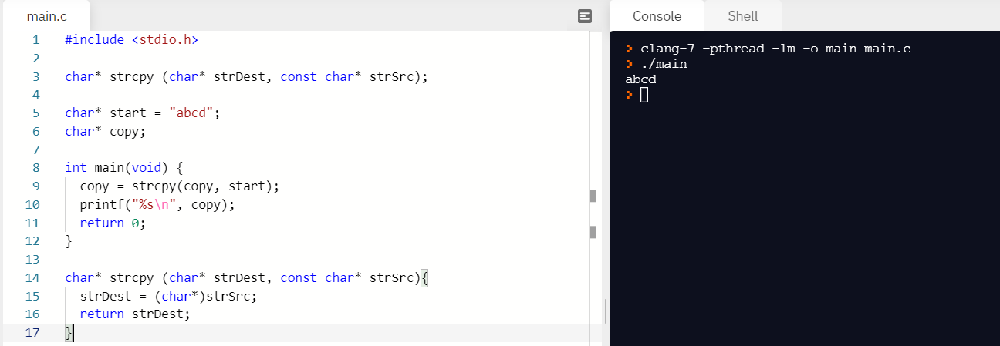 main.c
1 #include <stdio.h>
2
3 char* strcpy (char* strDest, const char* strSrc);
4
5 char* start = "abcd";
6 char* copy;
7
8 int main(void) {
9   copy = strcpy(copy, start);
10   printf("%s\n", copy);
11   return 0;
12 }
13
14 char* strcpy (char* strDest, const char* strSrc){
15   strDest = (char*)strSrc;
16   return strDest;
17 }
Console Shell
> clang-7 -pthread -lm -o main main.c
> ./main
abcd
>